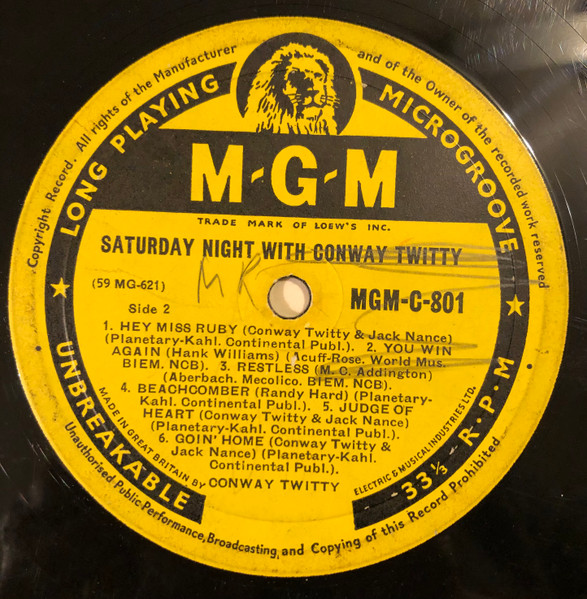 Copyright Record. All rights of the Manufacturer and of the Owner of the recorded work reserved
LONG PLAYING MICROGROOVE
M-G-M
TRADE MARK OF LOEW'S INC.
SATURDAY NIGHT WITH CONWAY TWITTY
(59 MG-621)
MK
MGM-C-801
Side 2
1. HEY MISS RUBY (Conway Twitty & Jack Nance)
(Planetary-Kahl. Continental Publ.). 2. YOU WIN
AGAIN (Hank Williams) (Acuff-Rose. World Mus.
BIEM. NCB). 3. RESTLESS (M. C. Addington)
(Aberbach. Mecolico. BIEM. NCB).
4. BEACHCOMBER (Randy Hard) (Planetary-
Kahl. Continental Publ.). 5. JUDGE OF
HEART (Conway Twitty & Jack Nance)
(Planetary-Kahl. Continental Publ.).
6. GOIN' HOME (Conway Twitty &
Jack Nance) (Planetary-Kahl.
Continental Publ.).
CONWAY TWITTY
UNBREAKABLE
33⅓ R·P·M
MADE IN GREAT BRITAIN BY
ELECTRIC & MUSICAL INDUSTRIES LTD.
Unauthorised Public Performance, Broadcasting, and Copying of this Record Prohibited